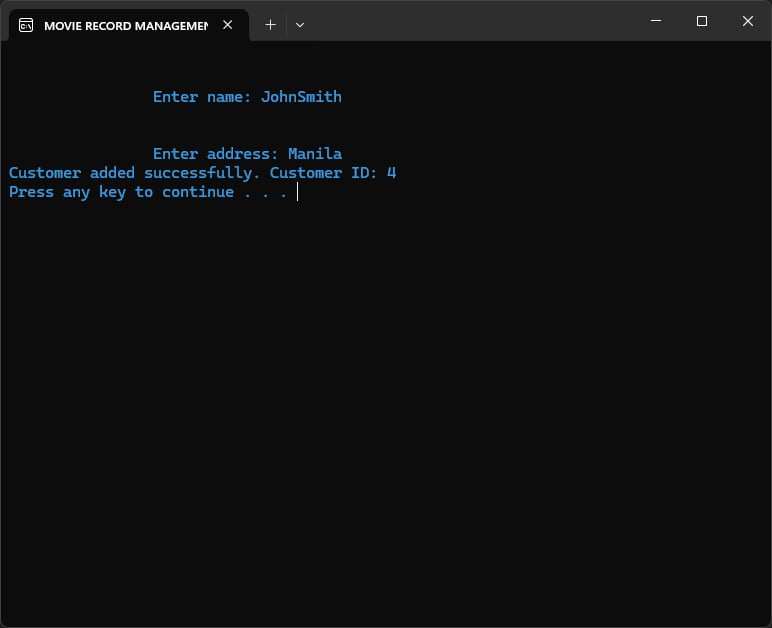 MOVIE RECORD MANAGEMEN
Enter name: JohnSmith
Enter address: Manila
Customer added successfully. Customer ID: 4
Press any key to continue . . .